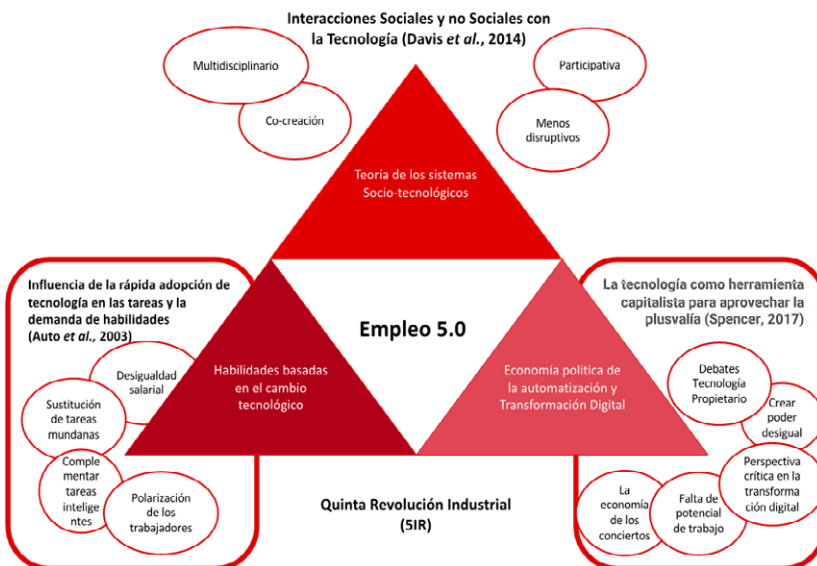 Interacciones Sociales y no Sociales con
la Tecnología (Davis et al., 2014)
Multidisciplinario
Co-creación
Participativa
Menos
disruptivos
Teoría de los sistemas
Socio-tecnológicos
Influencia de la rápida adopción de
tecnología en las tareas y la
demanda de habilidades
(Auto et al., 2003)
Desigualdad
salarial
Sustitución
de tareas
mundanas
Comple
mentar
tareas
intelige
ntes
Polarización
de los
trabajadores
Habilidades basadas
en el cambio
tecnológico
Empleo 5.0
Economía política de
la automatización y
Transformación Digital
La tecnología como herramienta
capitalista para aprovechar la
plusvalía (Spencer, 2017)
Debates
Tecnología
Propietario
Crear
poder
desigual
Perspectiva
crítica en la
transforma
ción digital
La
economía
de los
conciertos
Falta de
potencial
de trabajo
Quinta Revolución Industrial
(5IR)